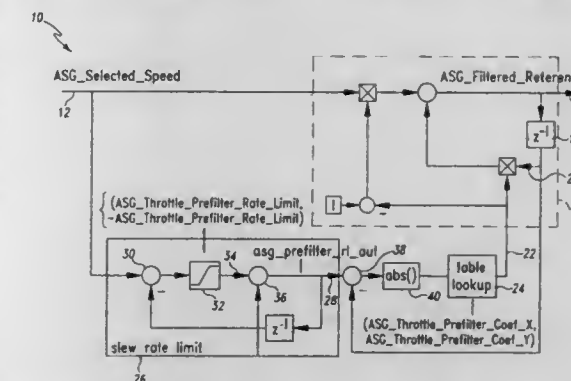 10
ASG_Selected_Speed
12
ASG_Filtered_Referen
z-1
1
{(ASG_Throttle_Prefilter_Rate_Limit,
-ASG_Throttle_Prefilter_Rate_Limit)
30
34
asg_prefilter_rl_out
38
22
32
36
28
abs()
40
table
lookup
24
z-1
(ASG_Throttle_Prefilter_Coef_X,
ASG_Throttle_Prefilter_Coef_Y)
slew rate limit
26